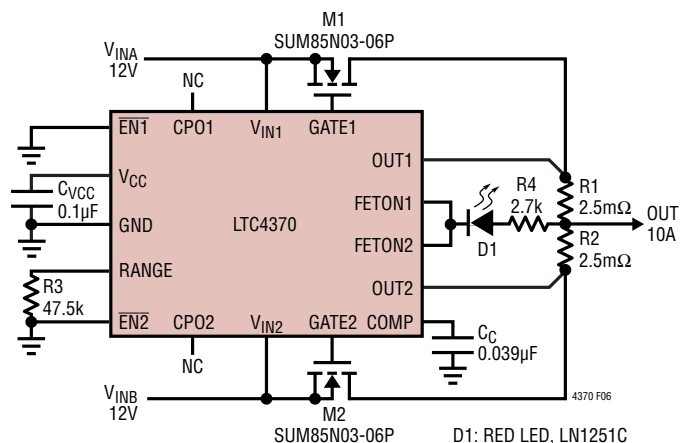 M1
SUM85N03-06P
VINA
12V
NC
EN1
CPO1
VIN1
GATE1
OUT1
VCC
CVCC
0.1µF
FETON1
R4
2.7k
R1
2.5mΩ
OUT
10A
GND
LTC4370
FETON2
D1
R2
2.5mΩ
RANGE
OUT2
R3
47.5k
EN2
CPO2
VIN2
GATE2
COMP
CC
0.039µF
NC
VINB
12V
M2
SUM85N03-06P
4370 F06
D1: RED LED, LN1251C